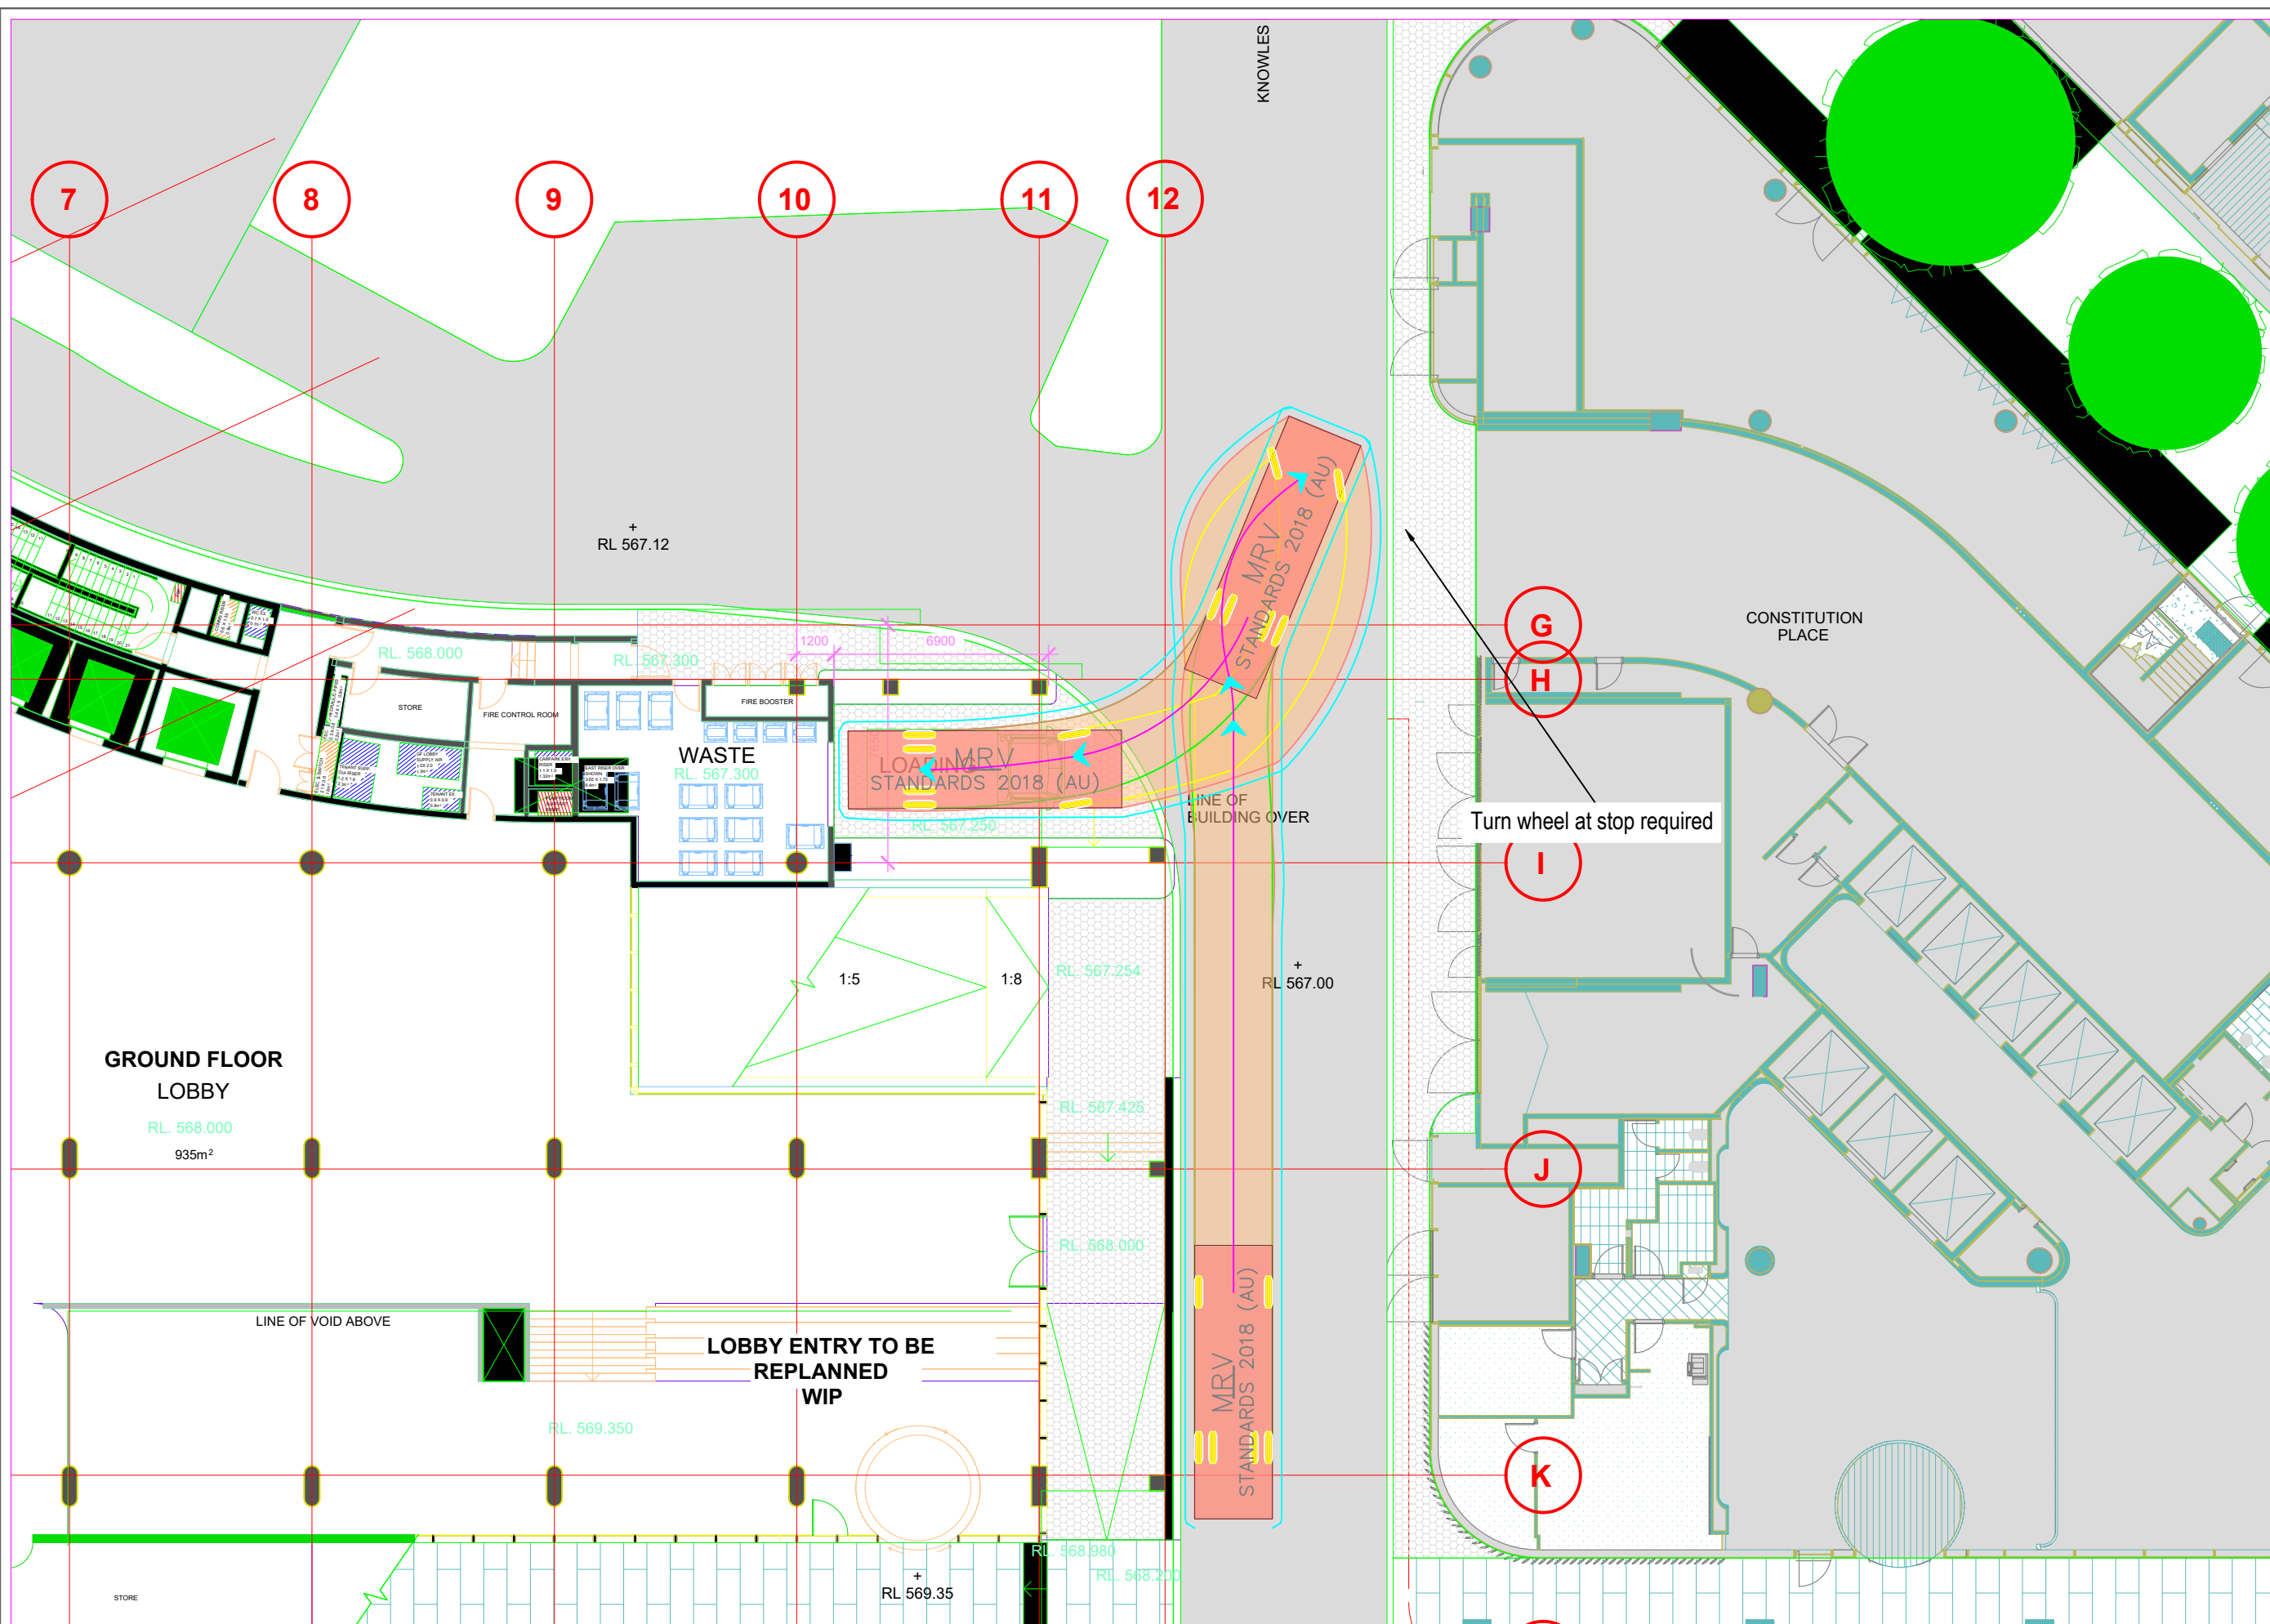 KNOWLES
7
8
9
10
11
12
+
RL 567.12
MRV
STANDARDS 2018 (AU)
G
H
CONSTITUTION
PLACE
1200
6900
RL. 568.000
RL. 567.300
STORE
FIRE CONTROL ROOM
FIRE BOOSTER
WASTE
RL. 567.300
LOADING
MRV
STANDARDS 2018 (AU)
RL. 567.250
LINE OF
BUILDING OVER
Turn wheel at stop required
I
1:5
1:8
RL. 567.254
+
RL 567.00
GROUND FLOOR
LOBBY
RL. 568.000
935m²
RL. 567.425
J
RL. 568.000
LINE OF VOID ABOVE
LOBBY ENTRY TO BE
REPLANNED
WIP
MRV
STANDARDS 2018 (AU)
RL. 569.350
K
RL. 568.980
RL. 568.200
+
RL 569.35
STORE